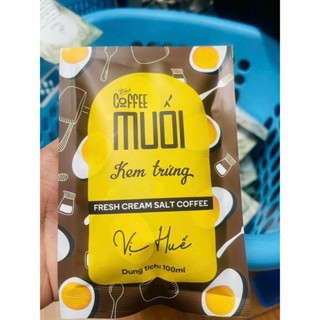 COFFEE
MUỐI
Kem trứng
FRESH CREAM SALT COFFEE
Vị Huế
Dung tích: 100ml